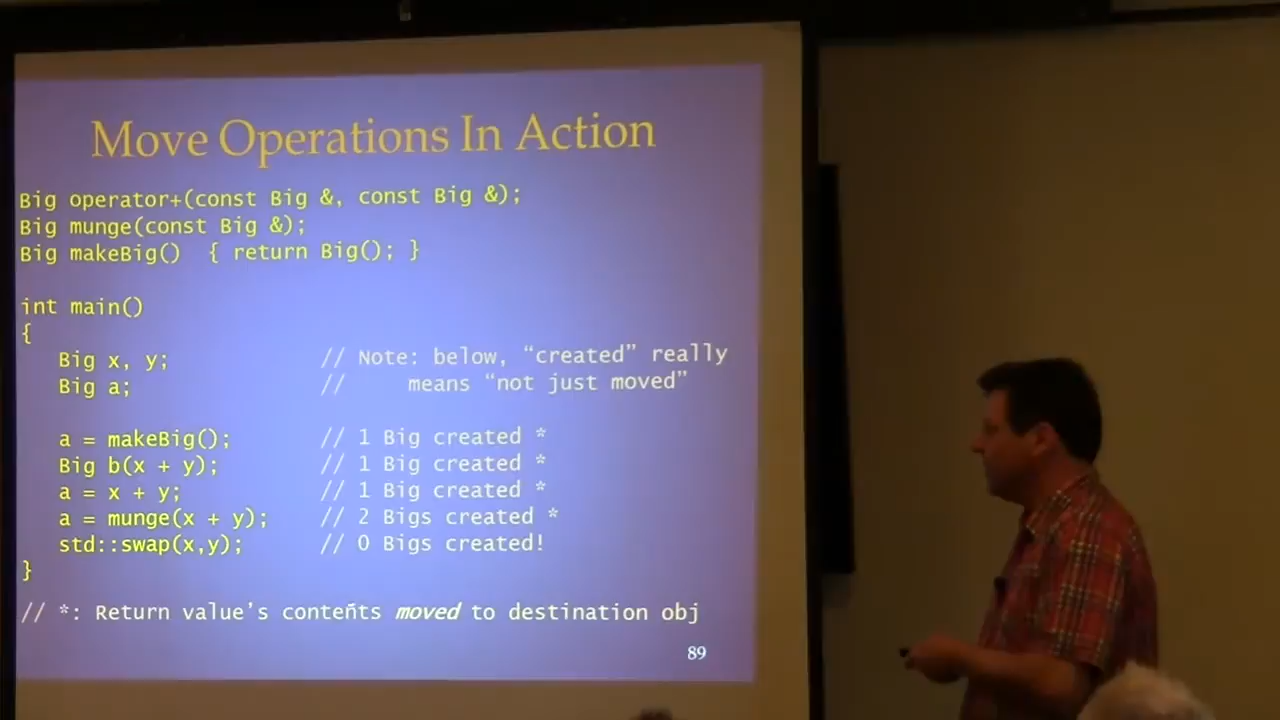 Move Operations In Action
Big operator+(const Big &, const Big &);
Big munge(const Big &);
Big makeBig() { return Big(); }
int main()
{
Big x, y; // Note: below, “created” really
Big a; // means “not just moved”
a = makeBig(); // 1 Big created *
Big b(x + y); // 1 Big created *
a = x + y; // 1 Big created *
a = munge(x + y); // 2 Bigs created *
std::swap(x,y); // 0 Bigs created!
}
// *: Return value’s contents moved to destination obj
89